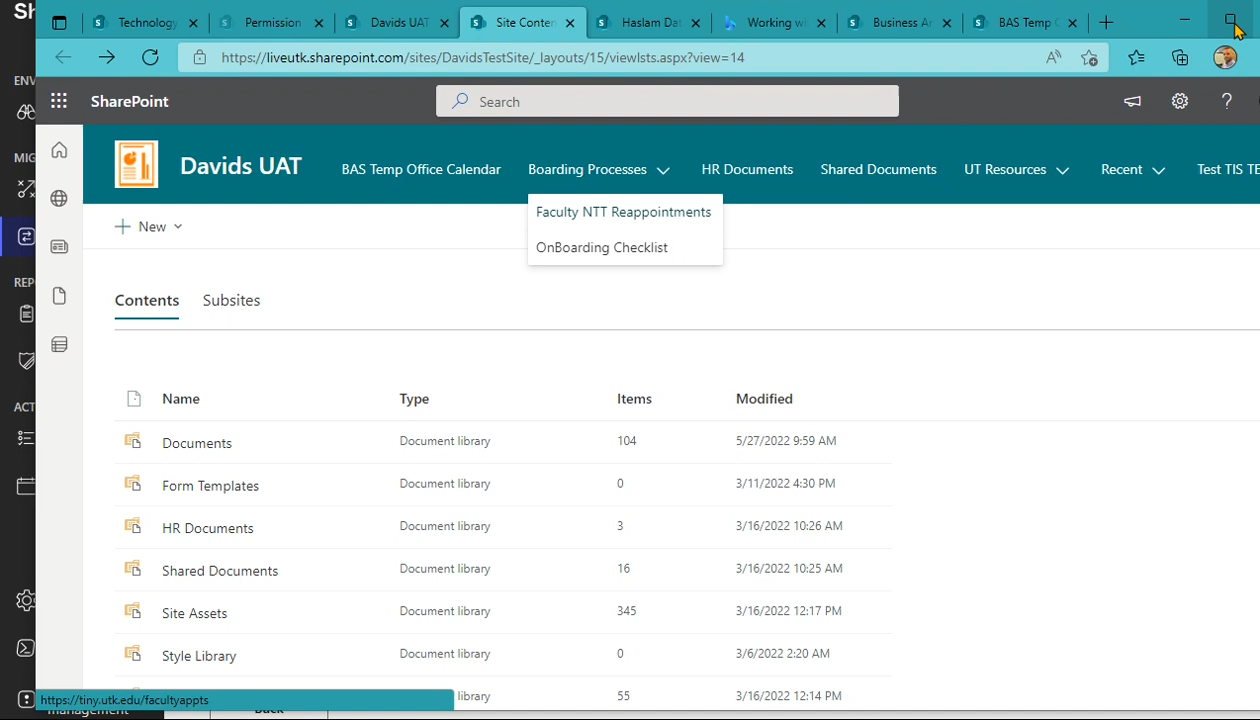 Sh
Technology
Permission
Davids UAT
Site Conten
Haslam Dat
Working wi
Business A
BAS Temp C
https://liveutk.sharepoint.com/sites/DavidsTestSite/_layouts/15/viewlsts.aspx?view=14
ENV
SharePoint
Search
MIG
Davids UAT
BAS Temp Office Calendar
Boarding Processes
HR Documents
Shared Documents
UT Resources
Recent
Test TIS TE
Faculty NTT Reappointments
New
OnBoarding Checklist
REP
Contents
Subsites
ACT
Name Type Items Modified
Documents Document library 104 5/27/2022 9:59 AM
Form Templates Document library 0 3/11/2022 4:30 PM
HR Documents Document library 3 3/16/2022 10:26 AM
Shared Documents Document library 16 3/16/2022 10:25 AM
Site Assets Document library 345 3/16/2022 12:17 PM
Style Library Document library 0 3/6/2022 2:20 AM
library 55 3/16/2022 12:14 PM
https://tiny.utk.edu/facultyappts
management
Back